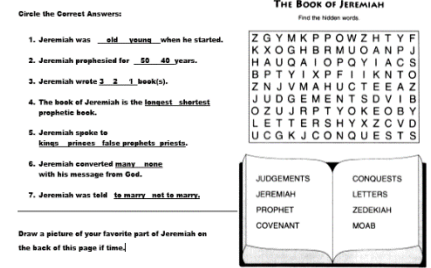 Circle the Correct Answers:
1. Jeremiah was old young when he started.
2. Jeremiah prophesied for 50 40 years.
3. Jeremiah wrote 3 2 1 book(s).
4. The book of Jeremiah is the longest shortest
prophetic book.
5. Jeremiah spoke to
kings princes false prophets priests.
6. Jeremiah converted many none
with his message from God.
7. Jeremiah was told to marry not to marry.
Draw a picture of your favorite part of Jeremiah on
the back of this page if time.
THE BOOK OF JEREMIAH
Find the hidden words.
Z G Y M K P P O W Z H T Y F
K X O G H B R M U O A N P J
H A U Q A I O P Q Y I A C S
B P T Y I X P F I I K N T O
Z N J V M A H U C T E E A Z
J U D G E M E N T S D V I B
O Z U J R P T Y O K E O B Y
L E T T E R S H Y X Z C V D
U C G K J C O N Q U E S T S
JUDGEMENTS
JEREMIAH
PROPHET
COVENANT
CONQUESTS
LETTERS
ZEDEKIAH
MOAB